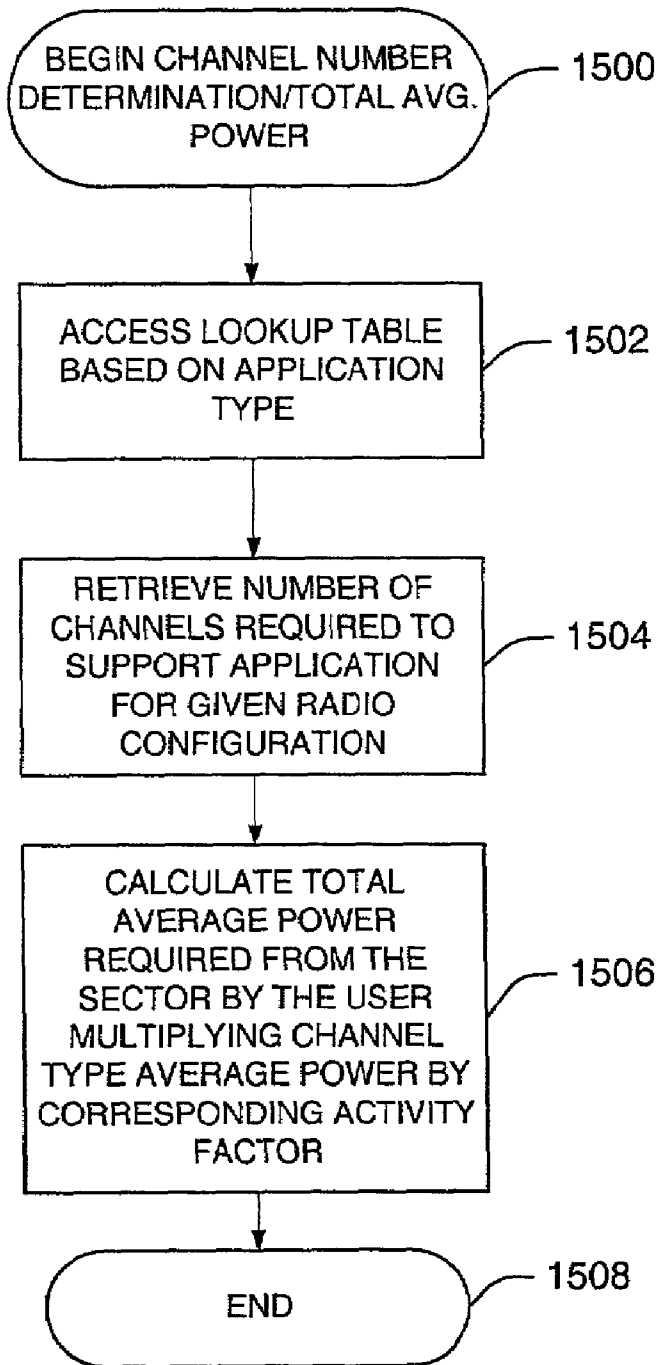 BEGIN CHANNEL NUMBER
DETERMINATION/TOTAL AVG.
POWER
1500
ACCESS LOOKUP TABLE
BASED ON APPLICATION
TYPE
1502
RETRIEVE NUMBER OF
CHANNELS REQUIRED TO
SUPPORT APPLICATION
FOR GIVEN RADIO
CONFIGURATION
1504
CALCULATE TOTAL
AVERAGE POWER
REQUIRED FROM THE
SECTOR BY THE USER
MULTIPLYING CHANNEL
TYPE AVERAGE POWER BY
CORRESPONDING ACTIVITY
FACTOR
1506
END
1508